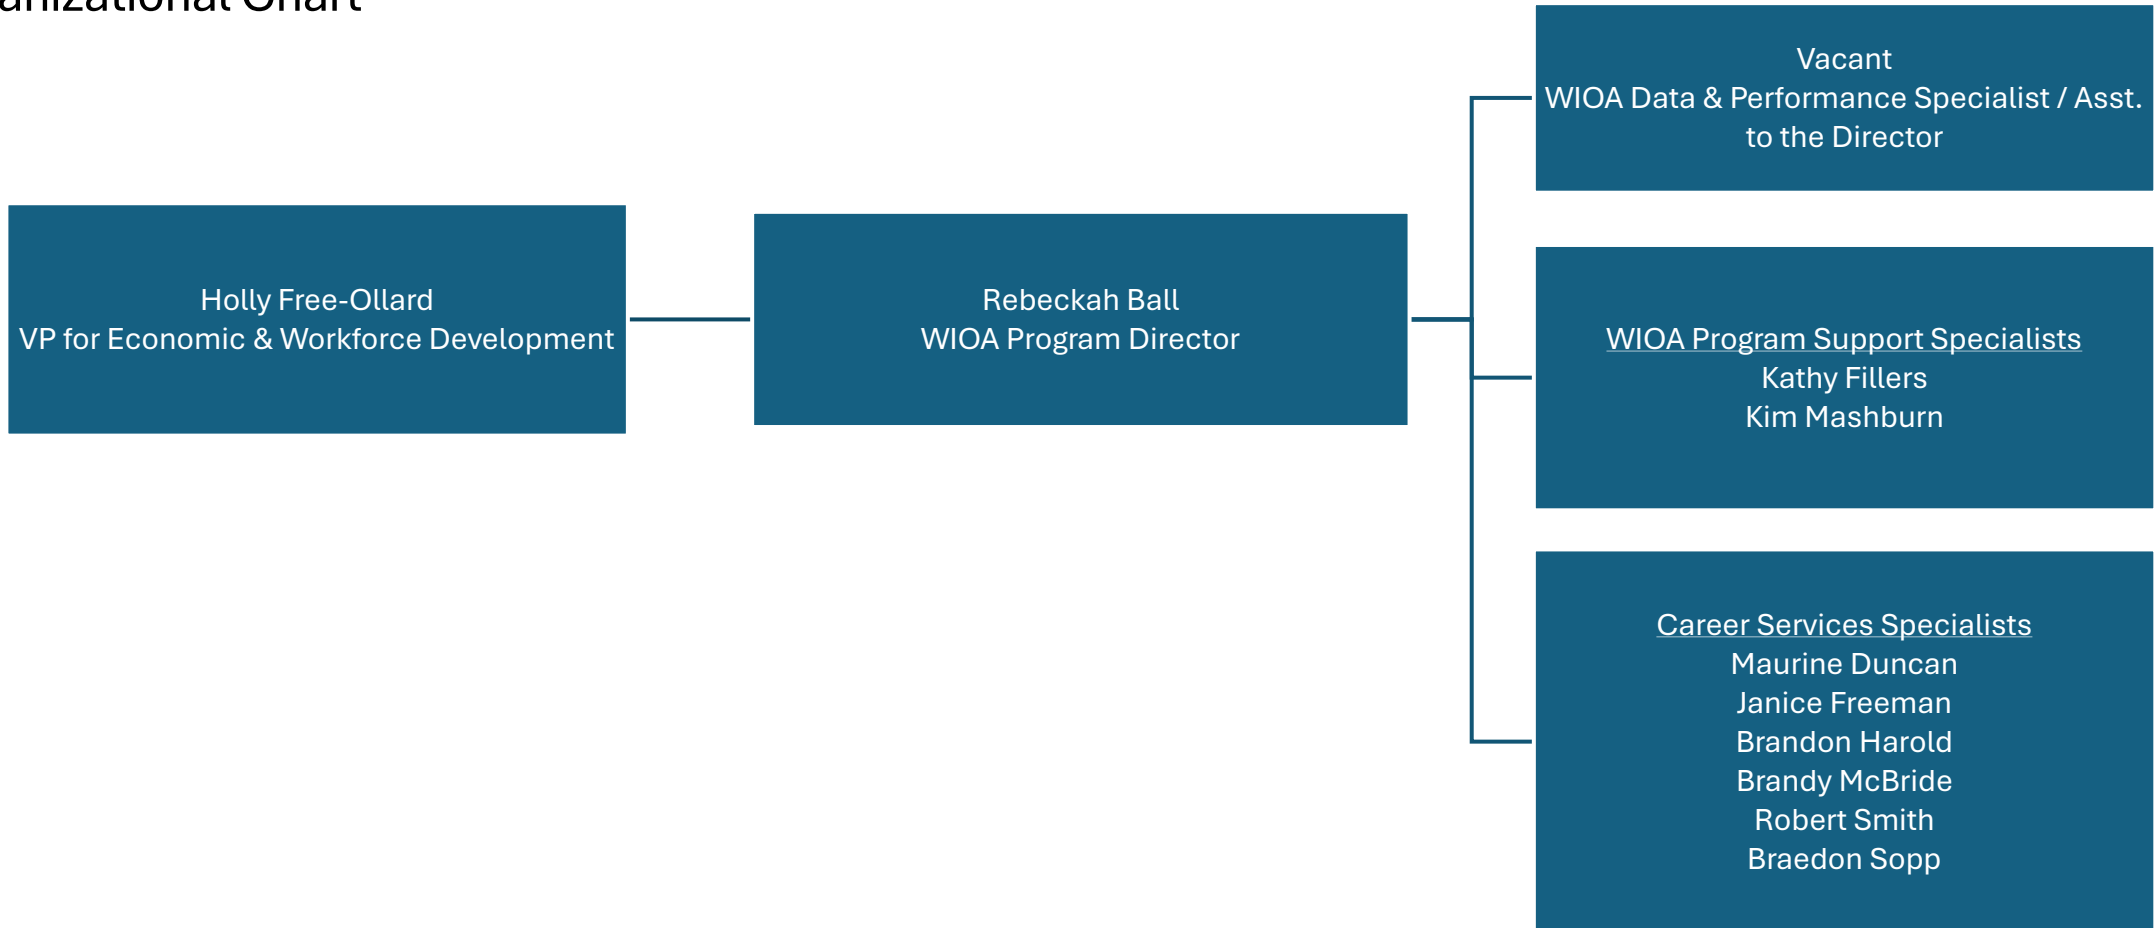 Chart
Holly Free-Ollard
VP for Economic & Workforce Development
Rebeckah Ball
WIOA Program Director
Vacant
WIOA Data & Performance Specialist / Asst.
to the Director
WIOA Program Support Specialists
Kathy Fillers
Kim Mashburn
Career Services Specialists
Maurine Duncan
Janice Freeman
Brandon Harold
Brandy McBride
Robert Smith
Braedon Sopp